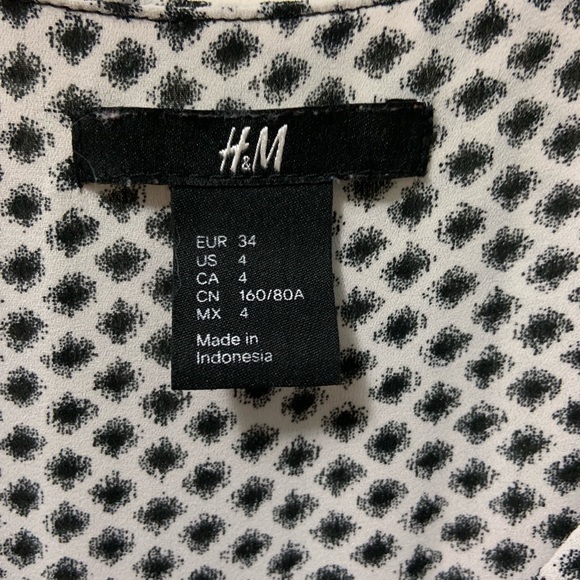 H&M
EUR 34
US 4
CA 4
CN 160/80A
MX 4
Made in
Indonesia